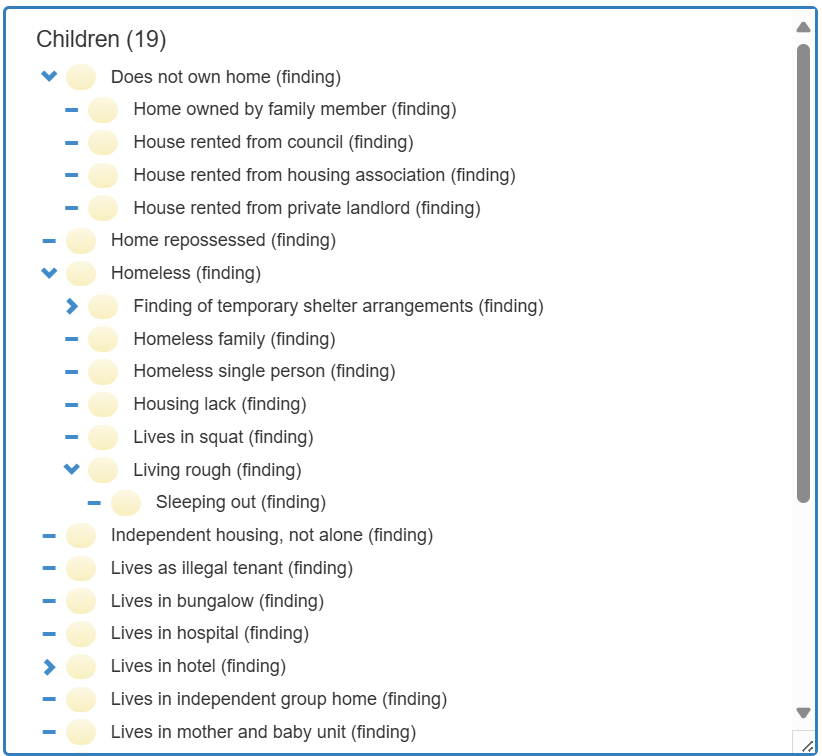 Children (19)
Does not own home (finding)
Home owned by family member (finding)
House rented from council (finding)
House rented from housing association (finding)
House rented from private landlord (finding)
Home repossessed (finding)
Homeless (finding)
Finding of temporary shelter arrangements (finding)
Homeless family (finding)
Homeless single person (finding)
Housing lack (finding)
Lives in squat (finding)
Living rough (finding)
Sleeping out (finding)
Independent housing, not alone (finding)
Lives as illegal tenant (finding)
Lives in bungalow (finding)
Lives in hospital (finding)
Lives in hotel (finding)
Lives in independent group home (finding)
Lives in mother and baby unit (finding)